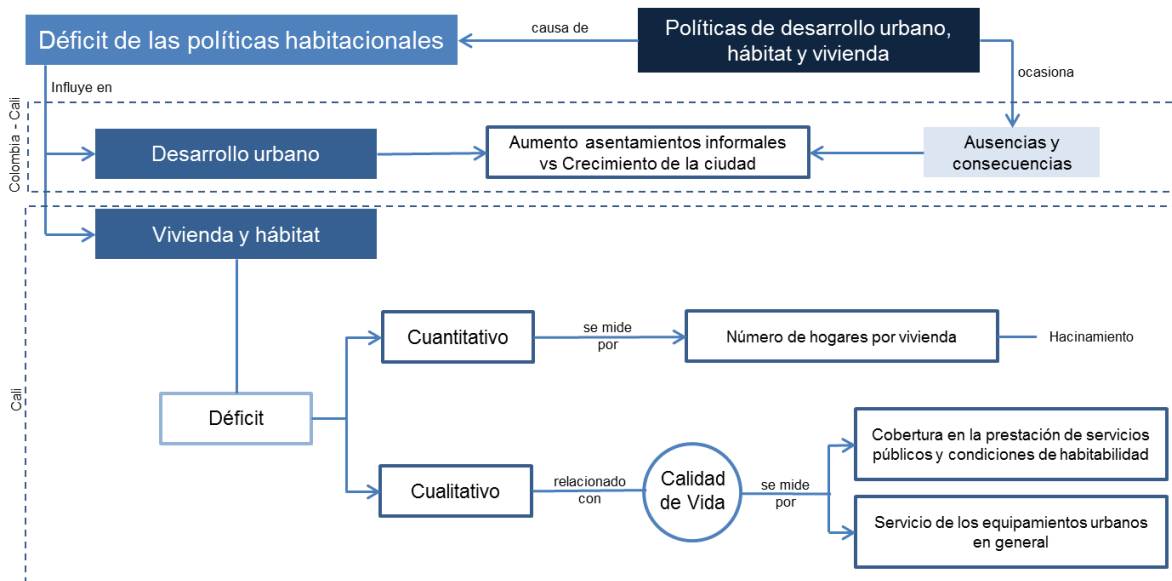 Déficit de las políticas habitacionales
causa de
Políticas de desarrollo urbano,
hábitat y vivienda
Influye en
ocasiona
Colombia - Cali
Desarrollo urbano
Aumento asentamientos informales
vs Crecimiento de la ciudad
Ausencias y
consecuencias
Cali
Vivienda y hábitat
Cuantitativo
se mide
por
Número de hogares por vivienda
Hacinamiento
Déficit
Cualitativo
relacionado
con
Calidad
de Vida
se mide
por
Cobertura en la prestación de servicios
públicos y condiciones de habitabilidad
Servicio de los equipamientos urbanos
en general